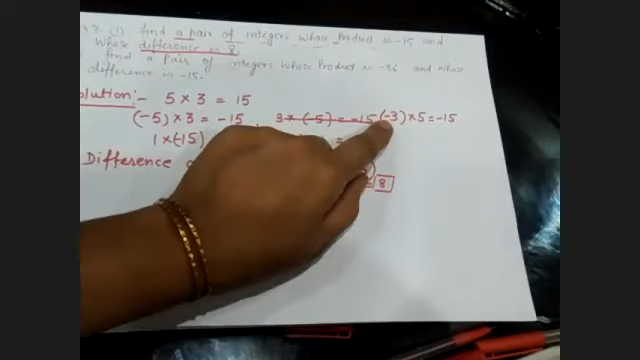 (i) find a pair of integers whose product is -15 and
whose difference is 8.
find a pair of integers whose product is -36 and whose
difference is -15.
olution:- 5 × 3 = 15
(-5) × 3 = -15, 3 × (-5) = -15 (-3) × 5 = -15
1 × (-15) =
Difference
= 8